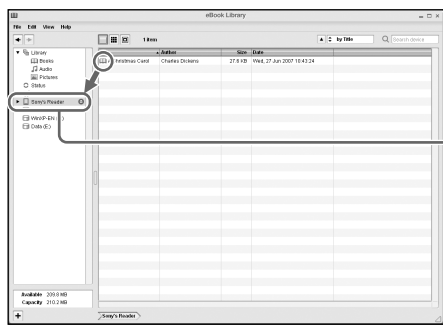 eBook Library
File Edit View Help
1 Item
by Title
Search device
Library
Books
Audio
Pictures
Status
Sony's Reader
WinXP-EN
Data (E:)
Author Size Date
Christmas Carol Charles Dickens 27.8 KB Wed, 27 Jun 2007 18:43:24
Available 209.8 MB
Capacity 210.2 MB
Sony's Reader